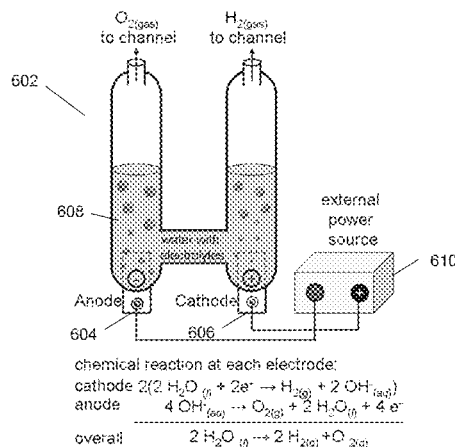 O2(gas) H2(gas)
to channel to channel
602
608
water with
electrolytes
external
power
source
610
Anode Cathode
604 606
chemical reaction at each electrode:
cathode 2(2 H2O (l) + 2e- → H2(g) + 2 OH-(aq))
anode 4 OH-(aq) → O2(g) + 2 H2O(l) + 4 e-
overall 2 H2O (l) → 2 H2(g) + O2(g)